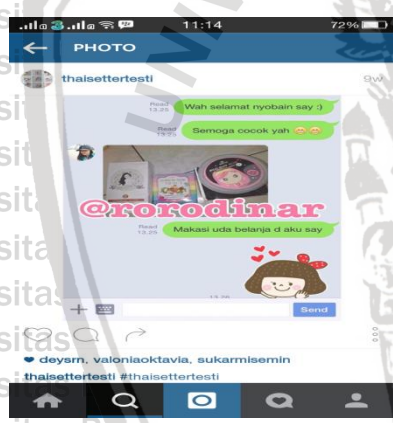 11:14
72%
PHOTO
thaisettertesti
9w
Read
13.25
Wah selamat nyobain say :)
Read
13.25
Semoga cocok yah 😊😊
@rorodinar
Read
13.35
Makasi uda belanja d aku say
Send
deysrn, valoniaoktavia, sukarmisemin
thaisettertesti #thaisettertesti